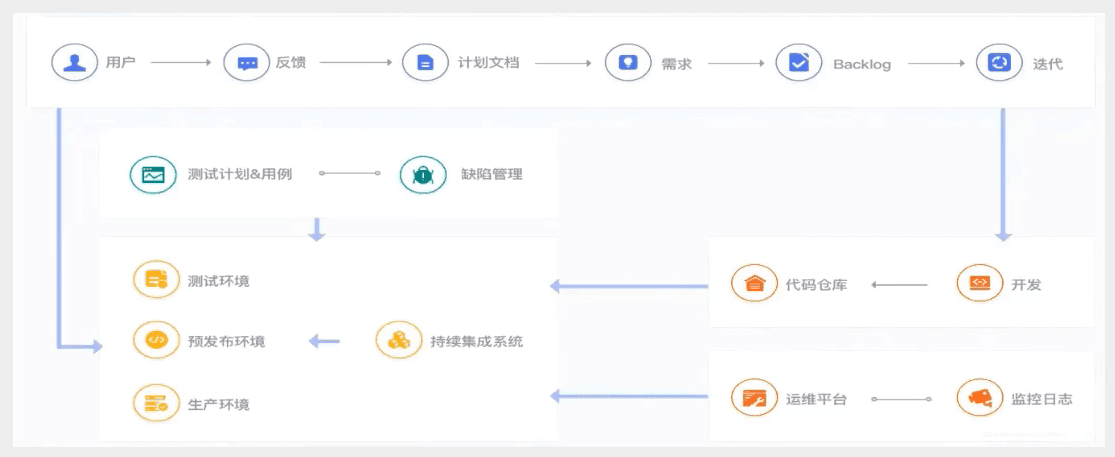 用户
反馈
计划文档
需求
Backlog
迭代
测试计划&用例
缺陷管理
测试环境
代码仓库
开发
预发布环境
持续集成系统
生产环境
运维平台
监控日志